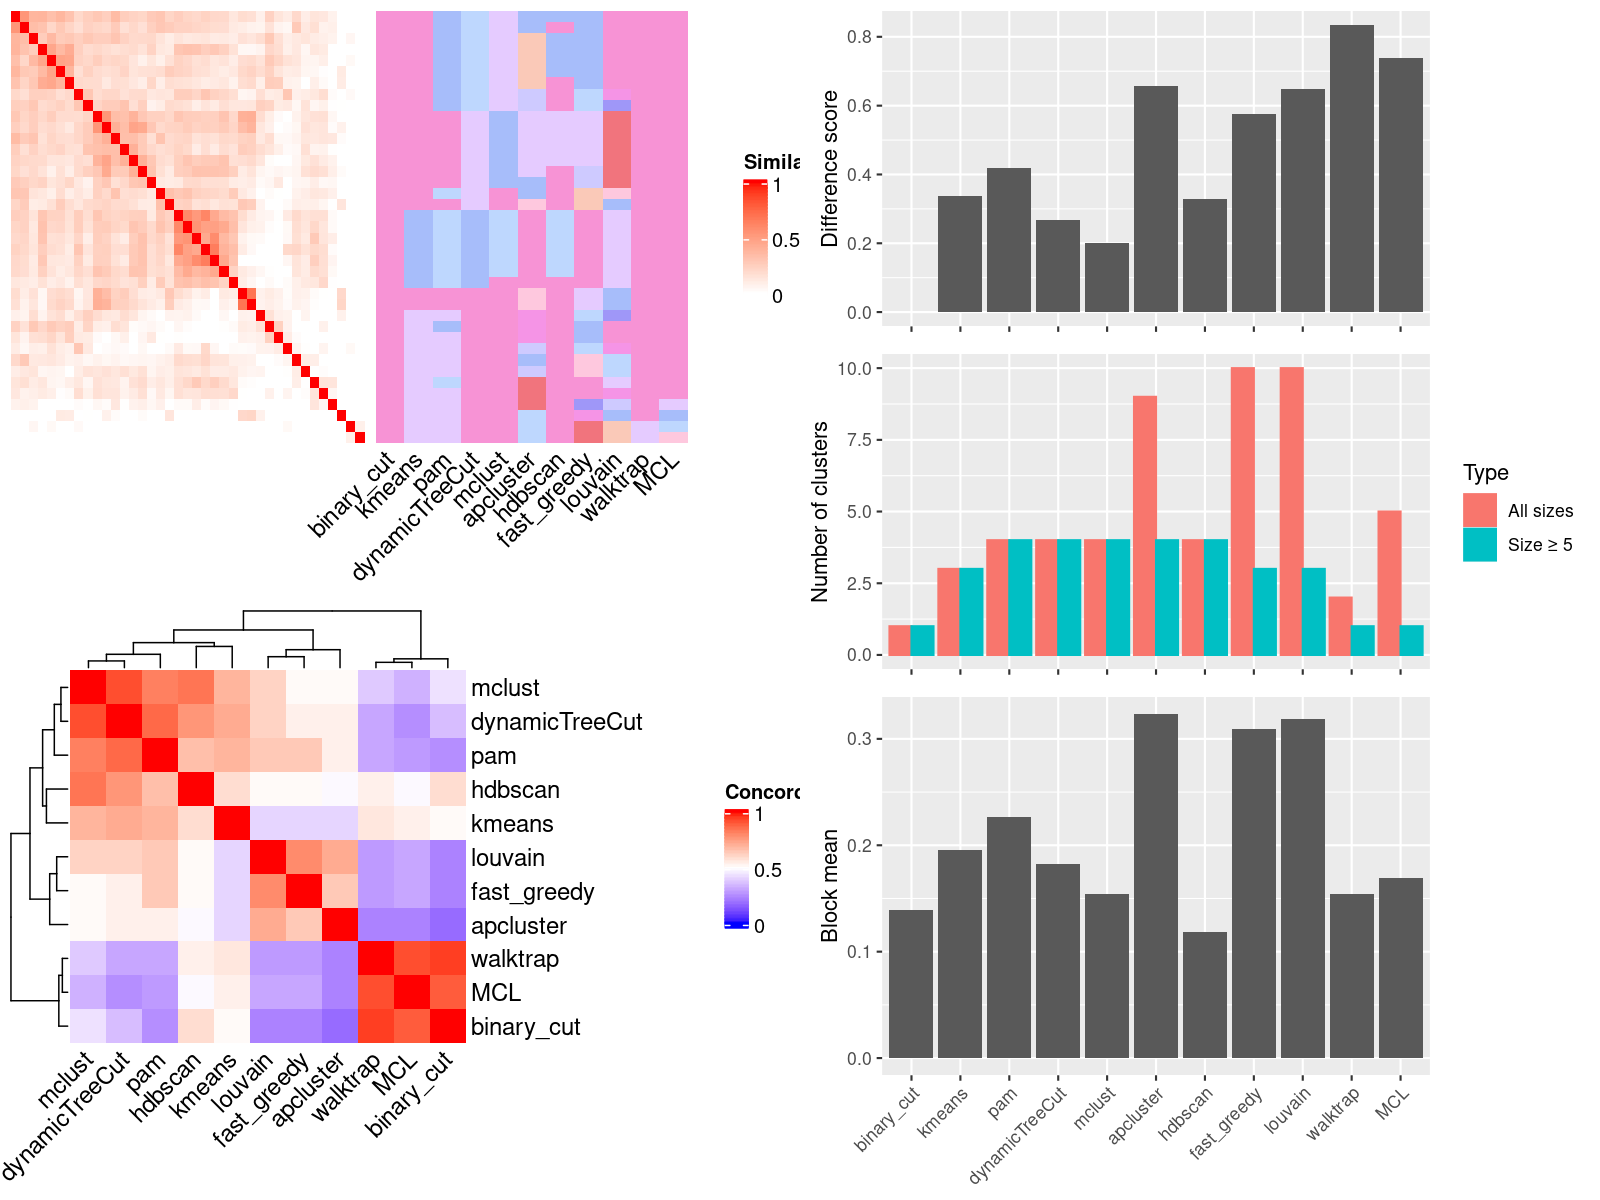 Simila
1
0.5
0
binary_cut
kmeans
pam
dynamicTreeCut
mclust
apcluster
hdbscan
fast_greedy
louvain
walktrap
MCL
mclust
dynamicTreeCut
pam
hdbscan
kmeans
louvain
fast_greedy
apcluster
walktrap
MCL
binary_cut
mclust
dynamicTreeCut
pam
hdbscan
kmeans
louvain
fast_greedy
apcluster
walktrap
MCL
binary_cut
Concord
1
0.5
0
Difference score
0.8
0.6
0.4
0.2
0.0
Number of clusters
10.0
7.5
5.0
2.5
0.0
Type
All sizes
Size ≥ 5
Block mean
0.3
0.2
0.1
0.0
binary_cut
kmeans
pam
dynamicTreeCut
mclust
apcluster
hdbscan
fast_greedy
louvain
walktrap
MCL